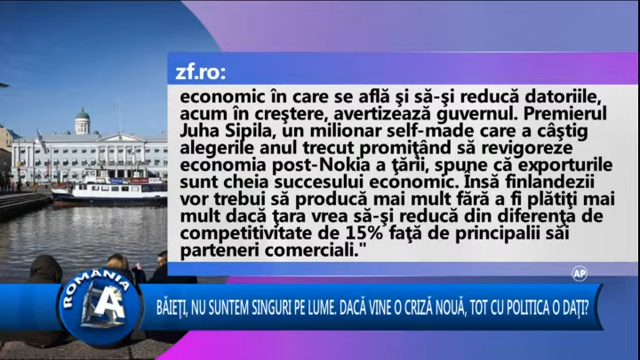 zf.ro:
economic în care se află şi să-şi reducă datoriile,
acum în creştere, avertizează guvernul. Premierul
Juha Sipila, un milionar self-made care a câştig
alegerile anul trecut promiţând să revigoreze
economia post-Nokia a ţării, spune că exporturile
sunt cheia succesului economic. Însă finlandezii
vor trebui să producă mai mult fără a fi plătiţi mai
mult dacă ţara vrea să-şi reducă din diferenţa de
competitivitate de 15% faţă de principalii săi
parteneri comerciali."
AP
ROMÂNIA
A
BĂIEŢI, NU SUNTEM SINGURI PE LUME. DACĂ VINE O CRIZĂ NOUĂ, TOT CU POLITICA O DAŢI?